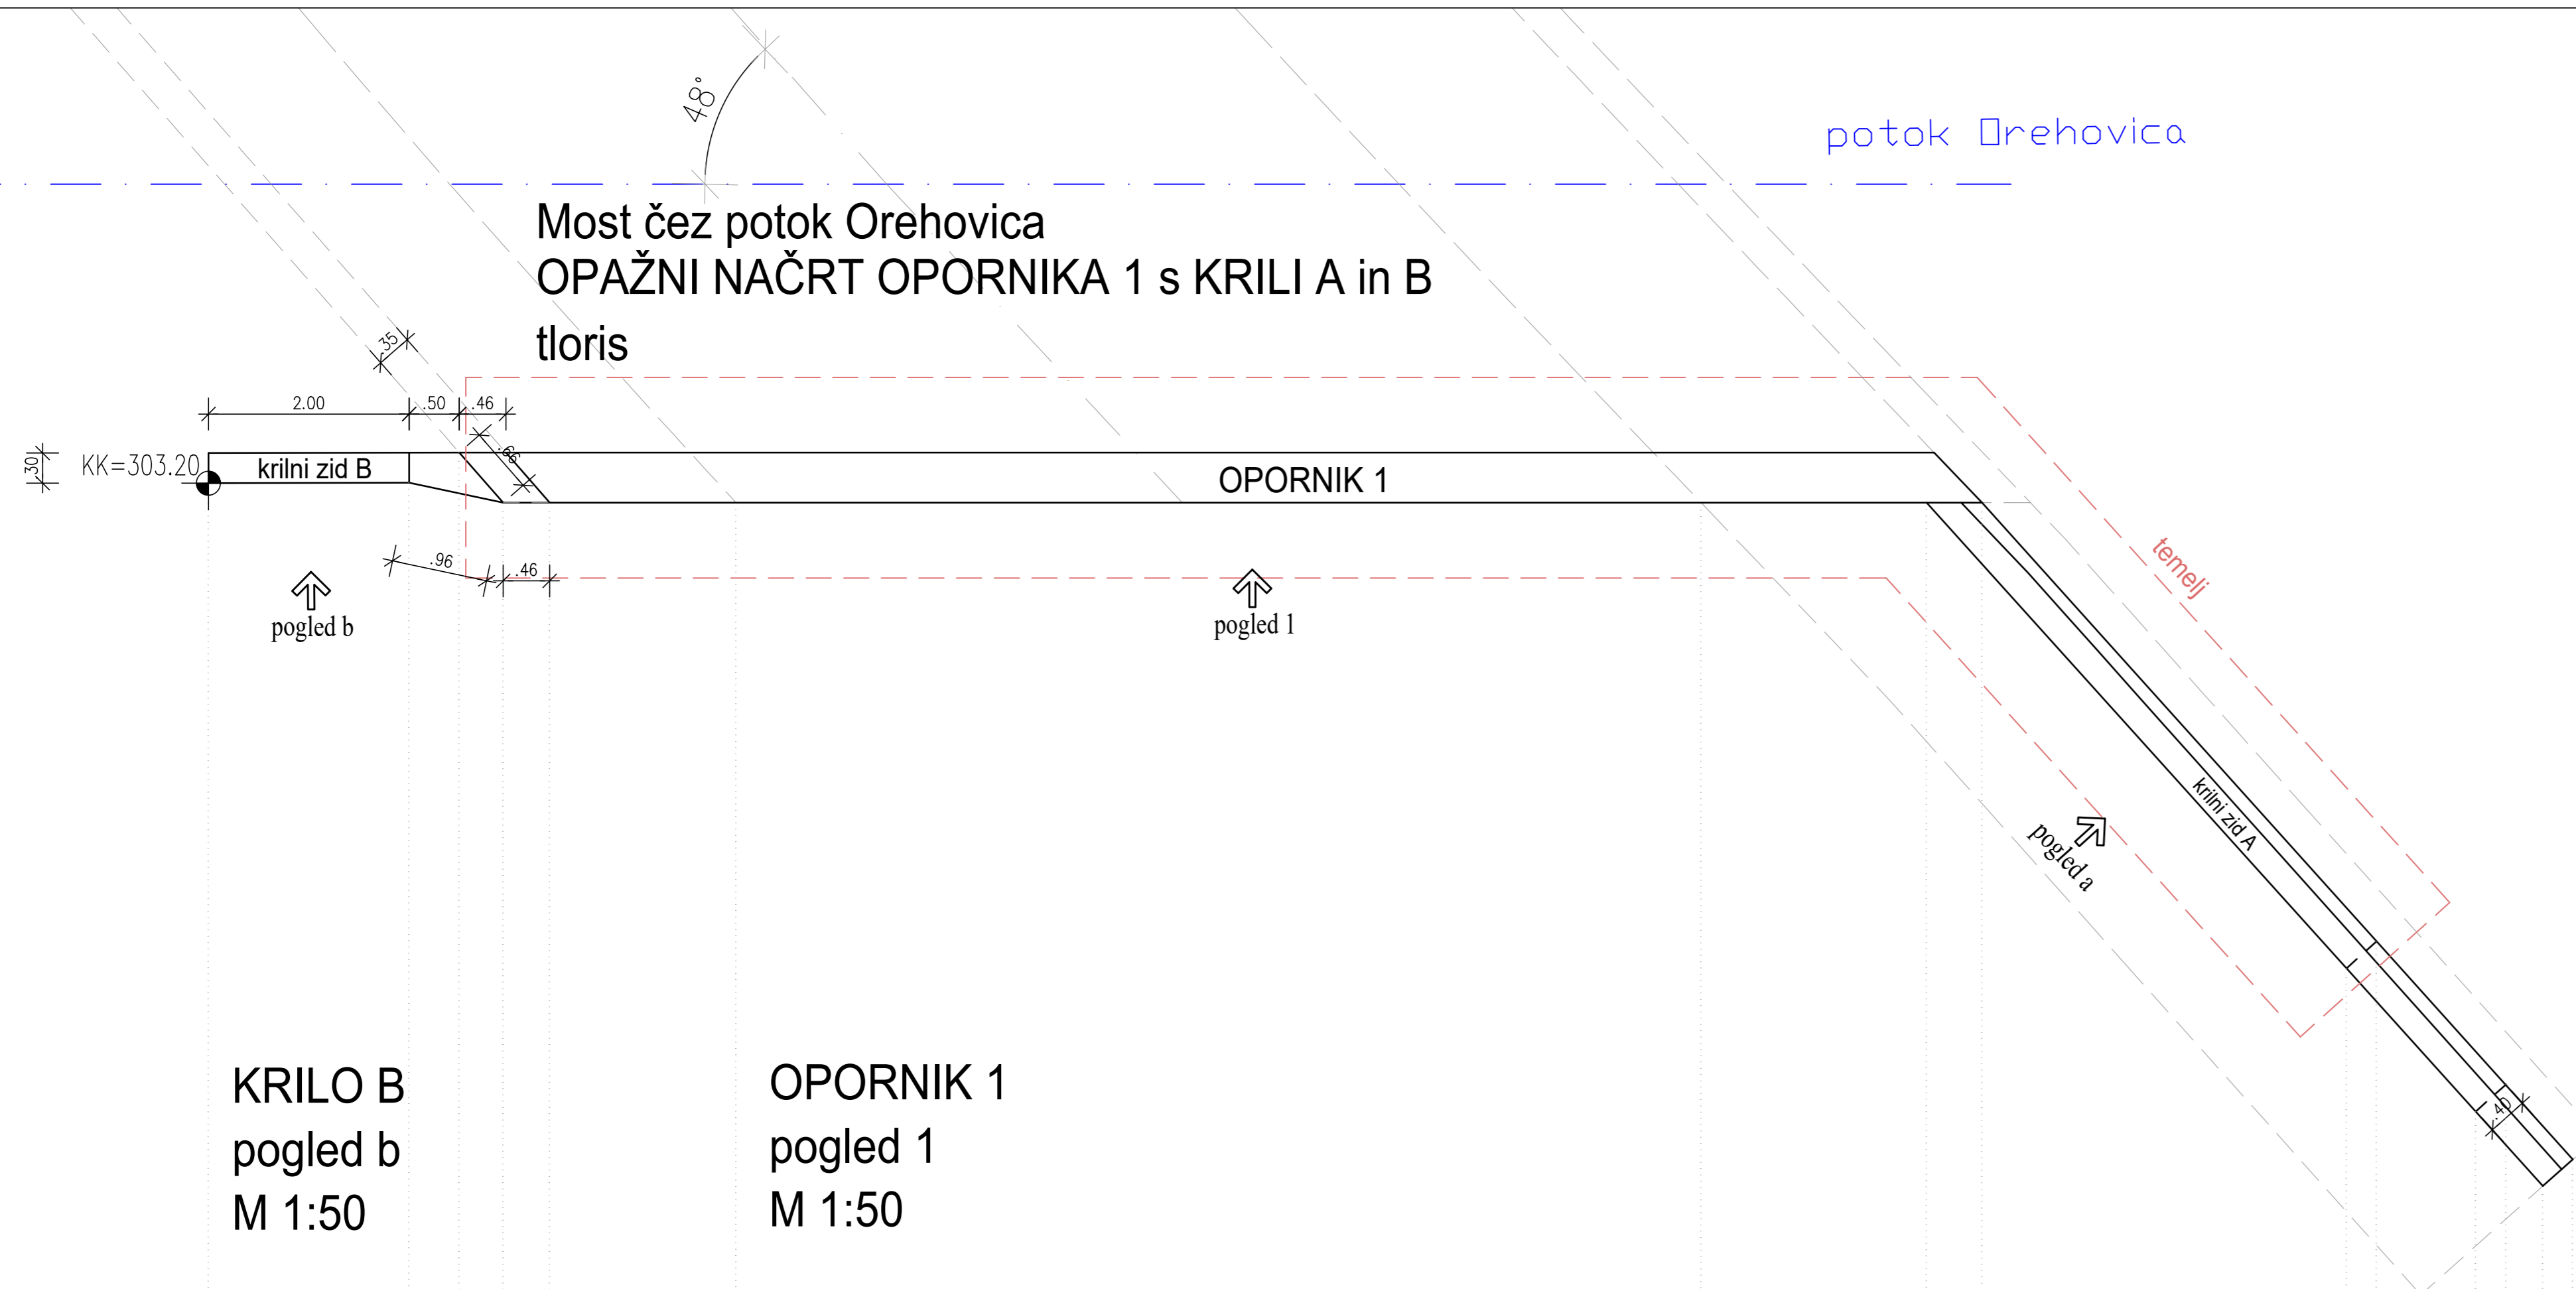 48°
potok Orehovica
Most čez potok Orehovica
OPAŽNI NAČRT OPORNIKA 1 s KRILI A in B
tloris
.35
2.00
.50
.46
.66
.30
KK=303.20
krilni zid B
OPORNIK 1
.96
.46
pogled b
pogled 1
temelj
krilni zid A
pogled a
.40
KRILO B
pogled b
M 1:50
OPORNIK 1
pogled 1
M 1:50